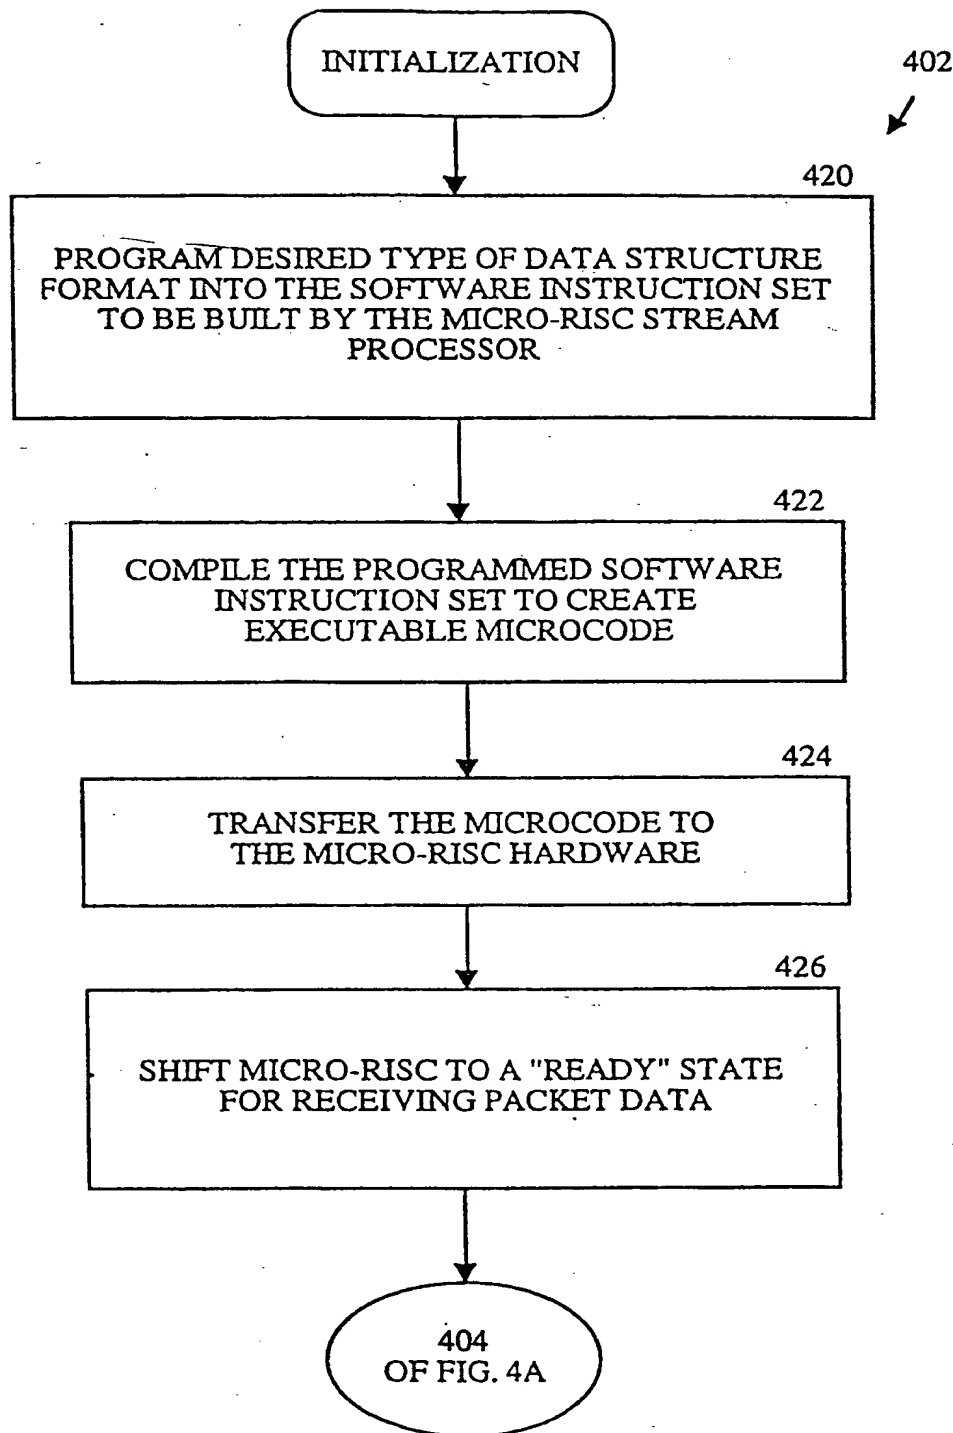 INITIALIZATION
402
420
PROGRAM DESIRED TYPE OF DATA STRUCTURE
FORMAT INTO THE SOFTWARE INSTRUCTION SET
TO BE BUILT BY THE MICRO-RISC STREAM
PROCESSOR
422
COMPILE THE PROGRAMMED SOFTWARE
INSTRUCTION SET TO CREATE
EXECUTABLE MICROCODE
424
TRANSFER THE MICROCODE TO
THE MICRO-RISC HARDWARE
426
SHIFT MICRO-RISC TO A "READY" STATE
FOR RECEIVING PACKET DATA
404
OF FIG. 4A